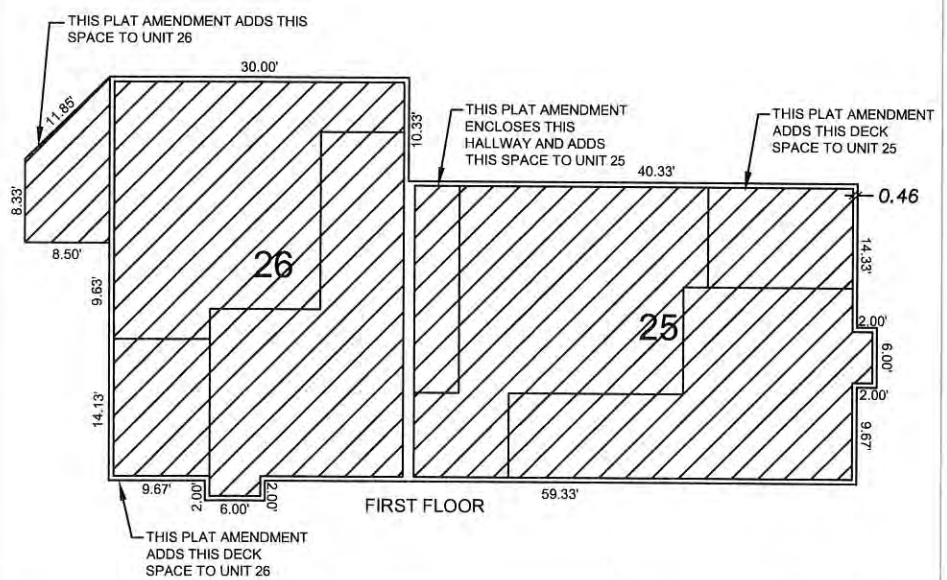 THIS PLAT AMENDMENT ADDS THIS
SPACE TO UNIT 26
30.00'
11.85'
10.33'
THIS PLAT AMENDMENT
ENCLOSES THIS
HALLWAY AND ADDS
THIS SPACE TO UNIT 25
THIS PLAT AMENDMENT
ADDS THIS DECK
SPACE TO UNIT 25
40.33'
0.46
8.33'
8.50'
9.63'
26
14.33'
25
2.00'
6.00'
2.00'
14.13'
9.67'
9.67'
2.00'
6.00'
2.00'
FIRST FLOOR
59.33'
THIS PLAT AMENDMENT
ADDS THIS DECK
SPACE TO UNIT 26